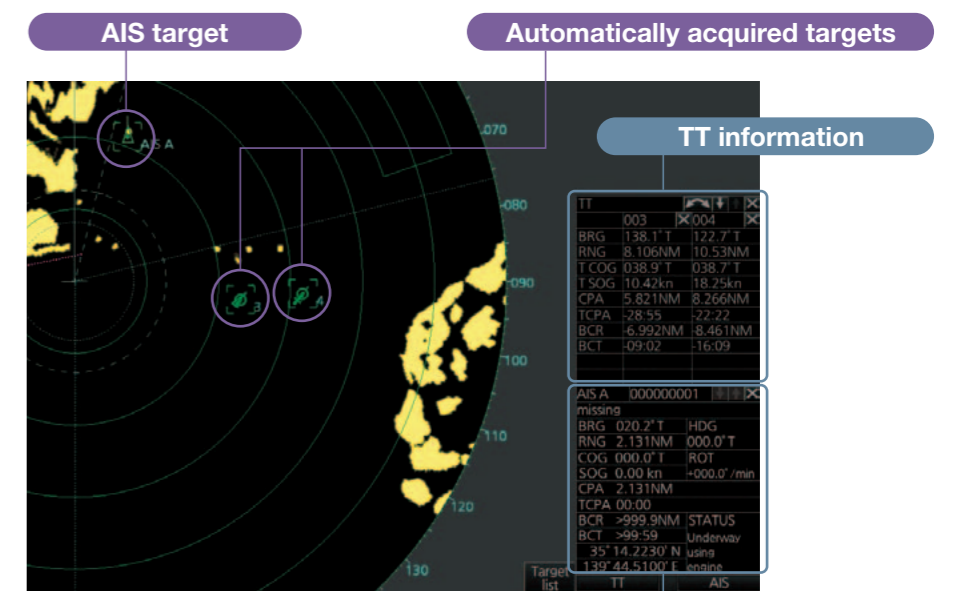 AIS target
Automatically acquired targets
TT information
AIS A
070
080
090
100
110
120
130
3
4
TT
003 004
BRG 138.1°T 122.7°T
RNG 8.106NM 10.53NM
T COG 038.9°T 038.7°T
T SOG 10.42kn 18.25kn
CPA 5.821NM 8.266NM
TCPA -28:55 -22:22
BCR -6.992NM -8.461NM
BCT -09:02 -16:09
AIS A 000000001
missing
BRG 020.2°T HDG
RNG 2.131NM 000.0°T
COG 000.0°T ROT
SOG 0.00 kn +000.0°/min
CPA 2.131NM
TCPA 00:00
BCR >999.9NM STATUS
BCT >99:59 Underway
35°14.2230' N using
139°44.5100' E engine
Target
list
TT AIS